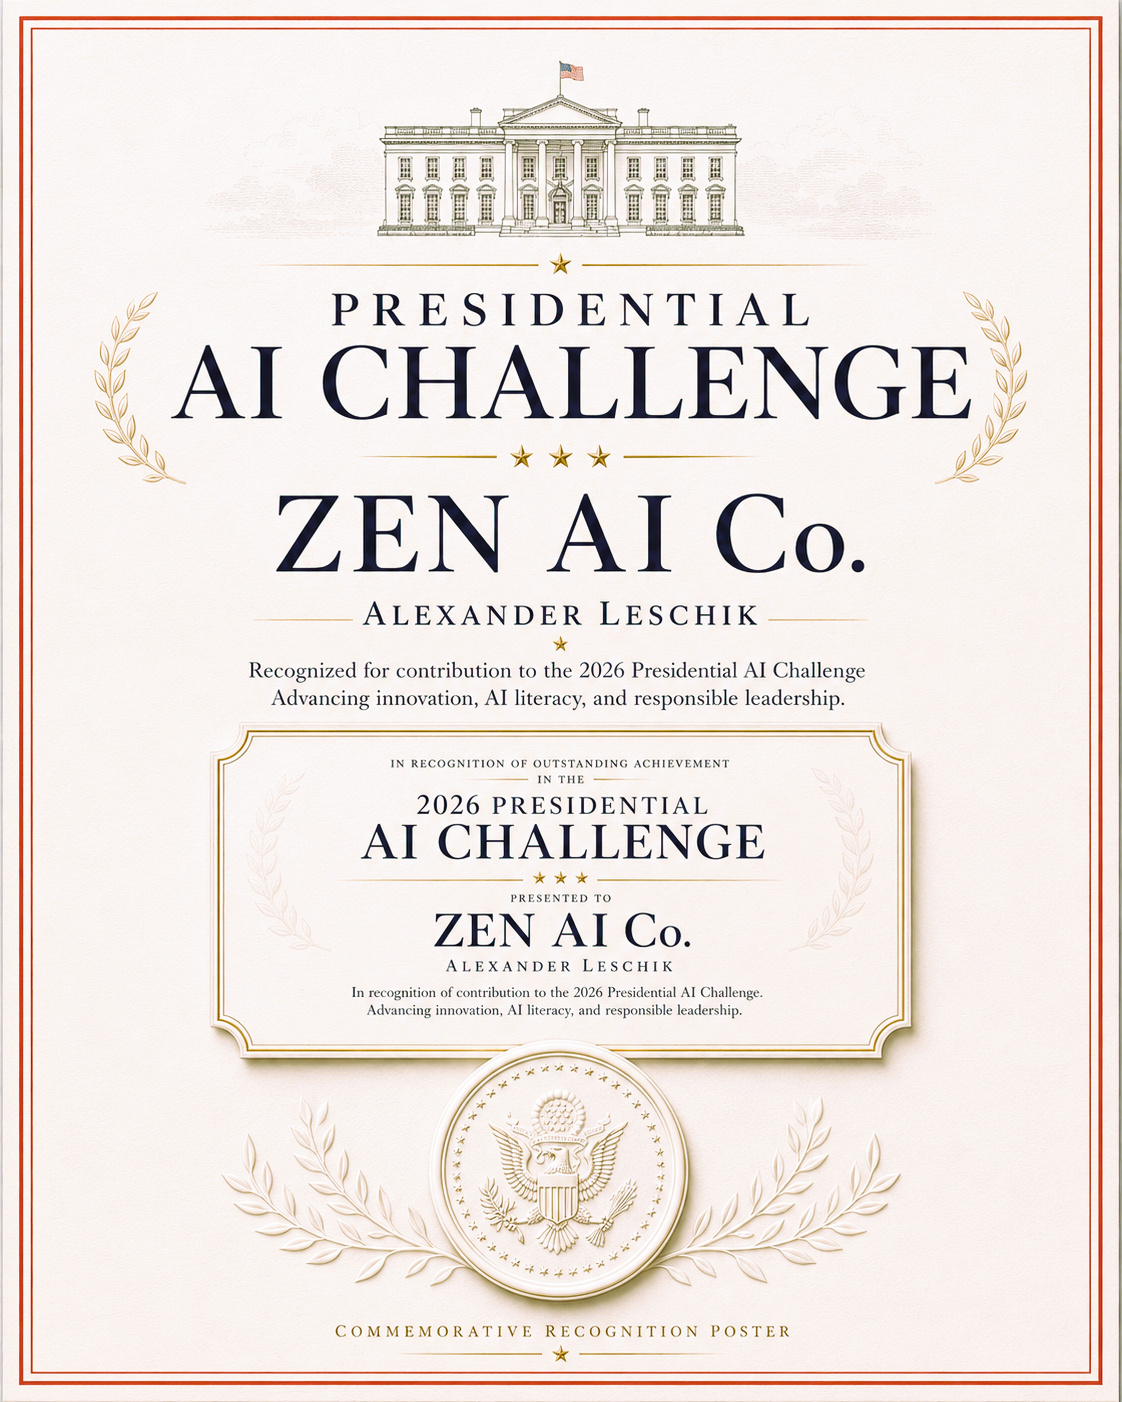 PRESIDENTIAL
AI CHALLENGE
ZEN AI Co.
ALEXANDER LESCHIK
Recognized for contribution to the 2026 Presidential AI Challenge
Advancing innovation, AI literacy, and responsible leadership.
IN RECOGNITION OF OUTSTANDING ACHIEVEMENT
IN THE
2026 PRESIDENTIAL
AI CHALLENGE
PRESENTED TO
ZEN AI Co.
ALEXANDER LESCHIK
In recognition of contribution to the 2026 Presidential AI Challenge.
Advancing innovation, AI literacy, and responsible leadership.
COMMEMORATIVE RECOGNITION POSTER